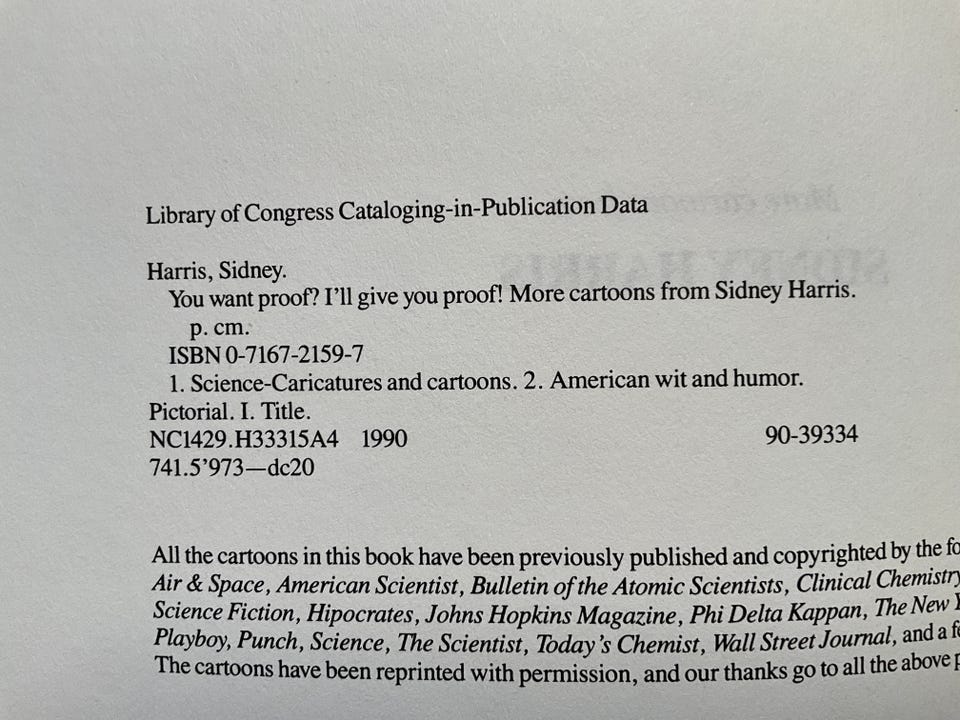 Library of Congress Cataloging-in-Publication Data
Harris, Sidney.
You want proof? I'll give you proof! More cartoons from Sidney Harris.
p. cm.
ISBN 0-7167-2159-7
1. Science-Caricatures and cartoons. 2. American wit and humor.
Pictorial. I. Title.
NC1429.H33315A4 1990 90-39334
741.5'973—dc20
All the cartoons in this book have been previously published and copyrighted by the
Air & Space, American Scientist, Bulletin of the Atomic Scientists, Clinical Chemistry
Science Fiction, Hipocrates, Johns Hopkins Magazine, Phi Delta Kappan, The New
Playboy, Punch, Science, The Scientist, Today's Chemist, Wall Street Journal, and a
The cartoons have been reprinted with permission, and our thanks go to all the above